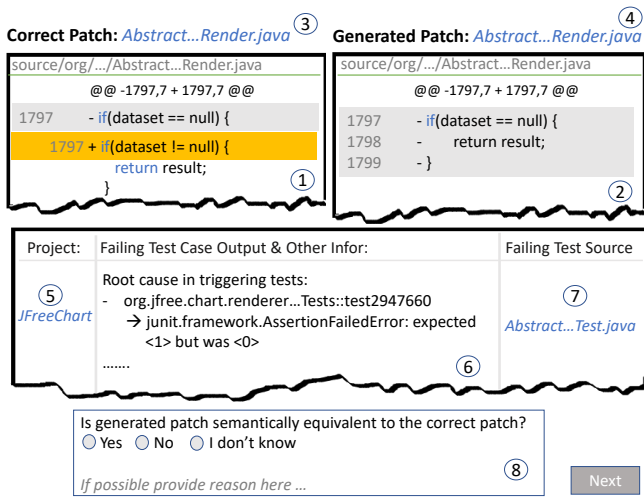 Correct Patch: Abstract...Render.java 3
source/org/.../Abstract...Render.java
@@ -1797,7 + 1797,7 @@
1797 - if(dataset == null) {
1797 + if(dataset != null) {
return result;
}
1
Generated Patch: Abstract...Render.java 4
source/org/.../Abstract...Render.java
@@ -1797,7 + 1797,7 @@
1797 - if(dataset == null) {
1798 - return result;
1799 - }
2
Project:
5
JFreeChart
Failing Test Case Output & Other Infor:
Root cause in triggering tests:
- org.jfree.chart.renderer...Tests::test2947660
→ junit.framework.AssertionFailedError: expected
<1> but was <0>
.......
6
Failing Test Source
7
Abstract...Test.java
Is generated patch semantically equivalent to the correct patch?
Yes No I don't know
If possible provide reason here ...
8
Next